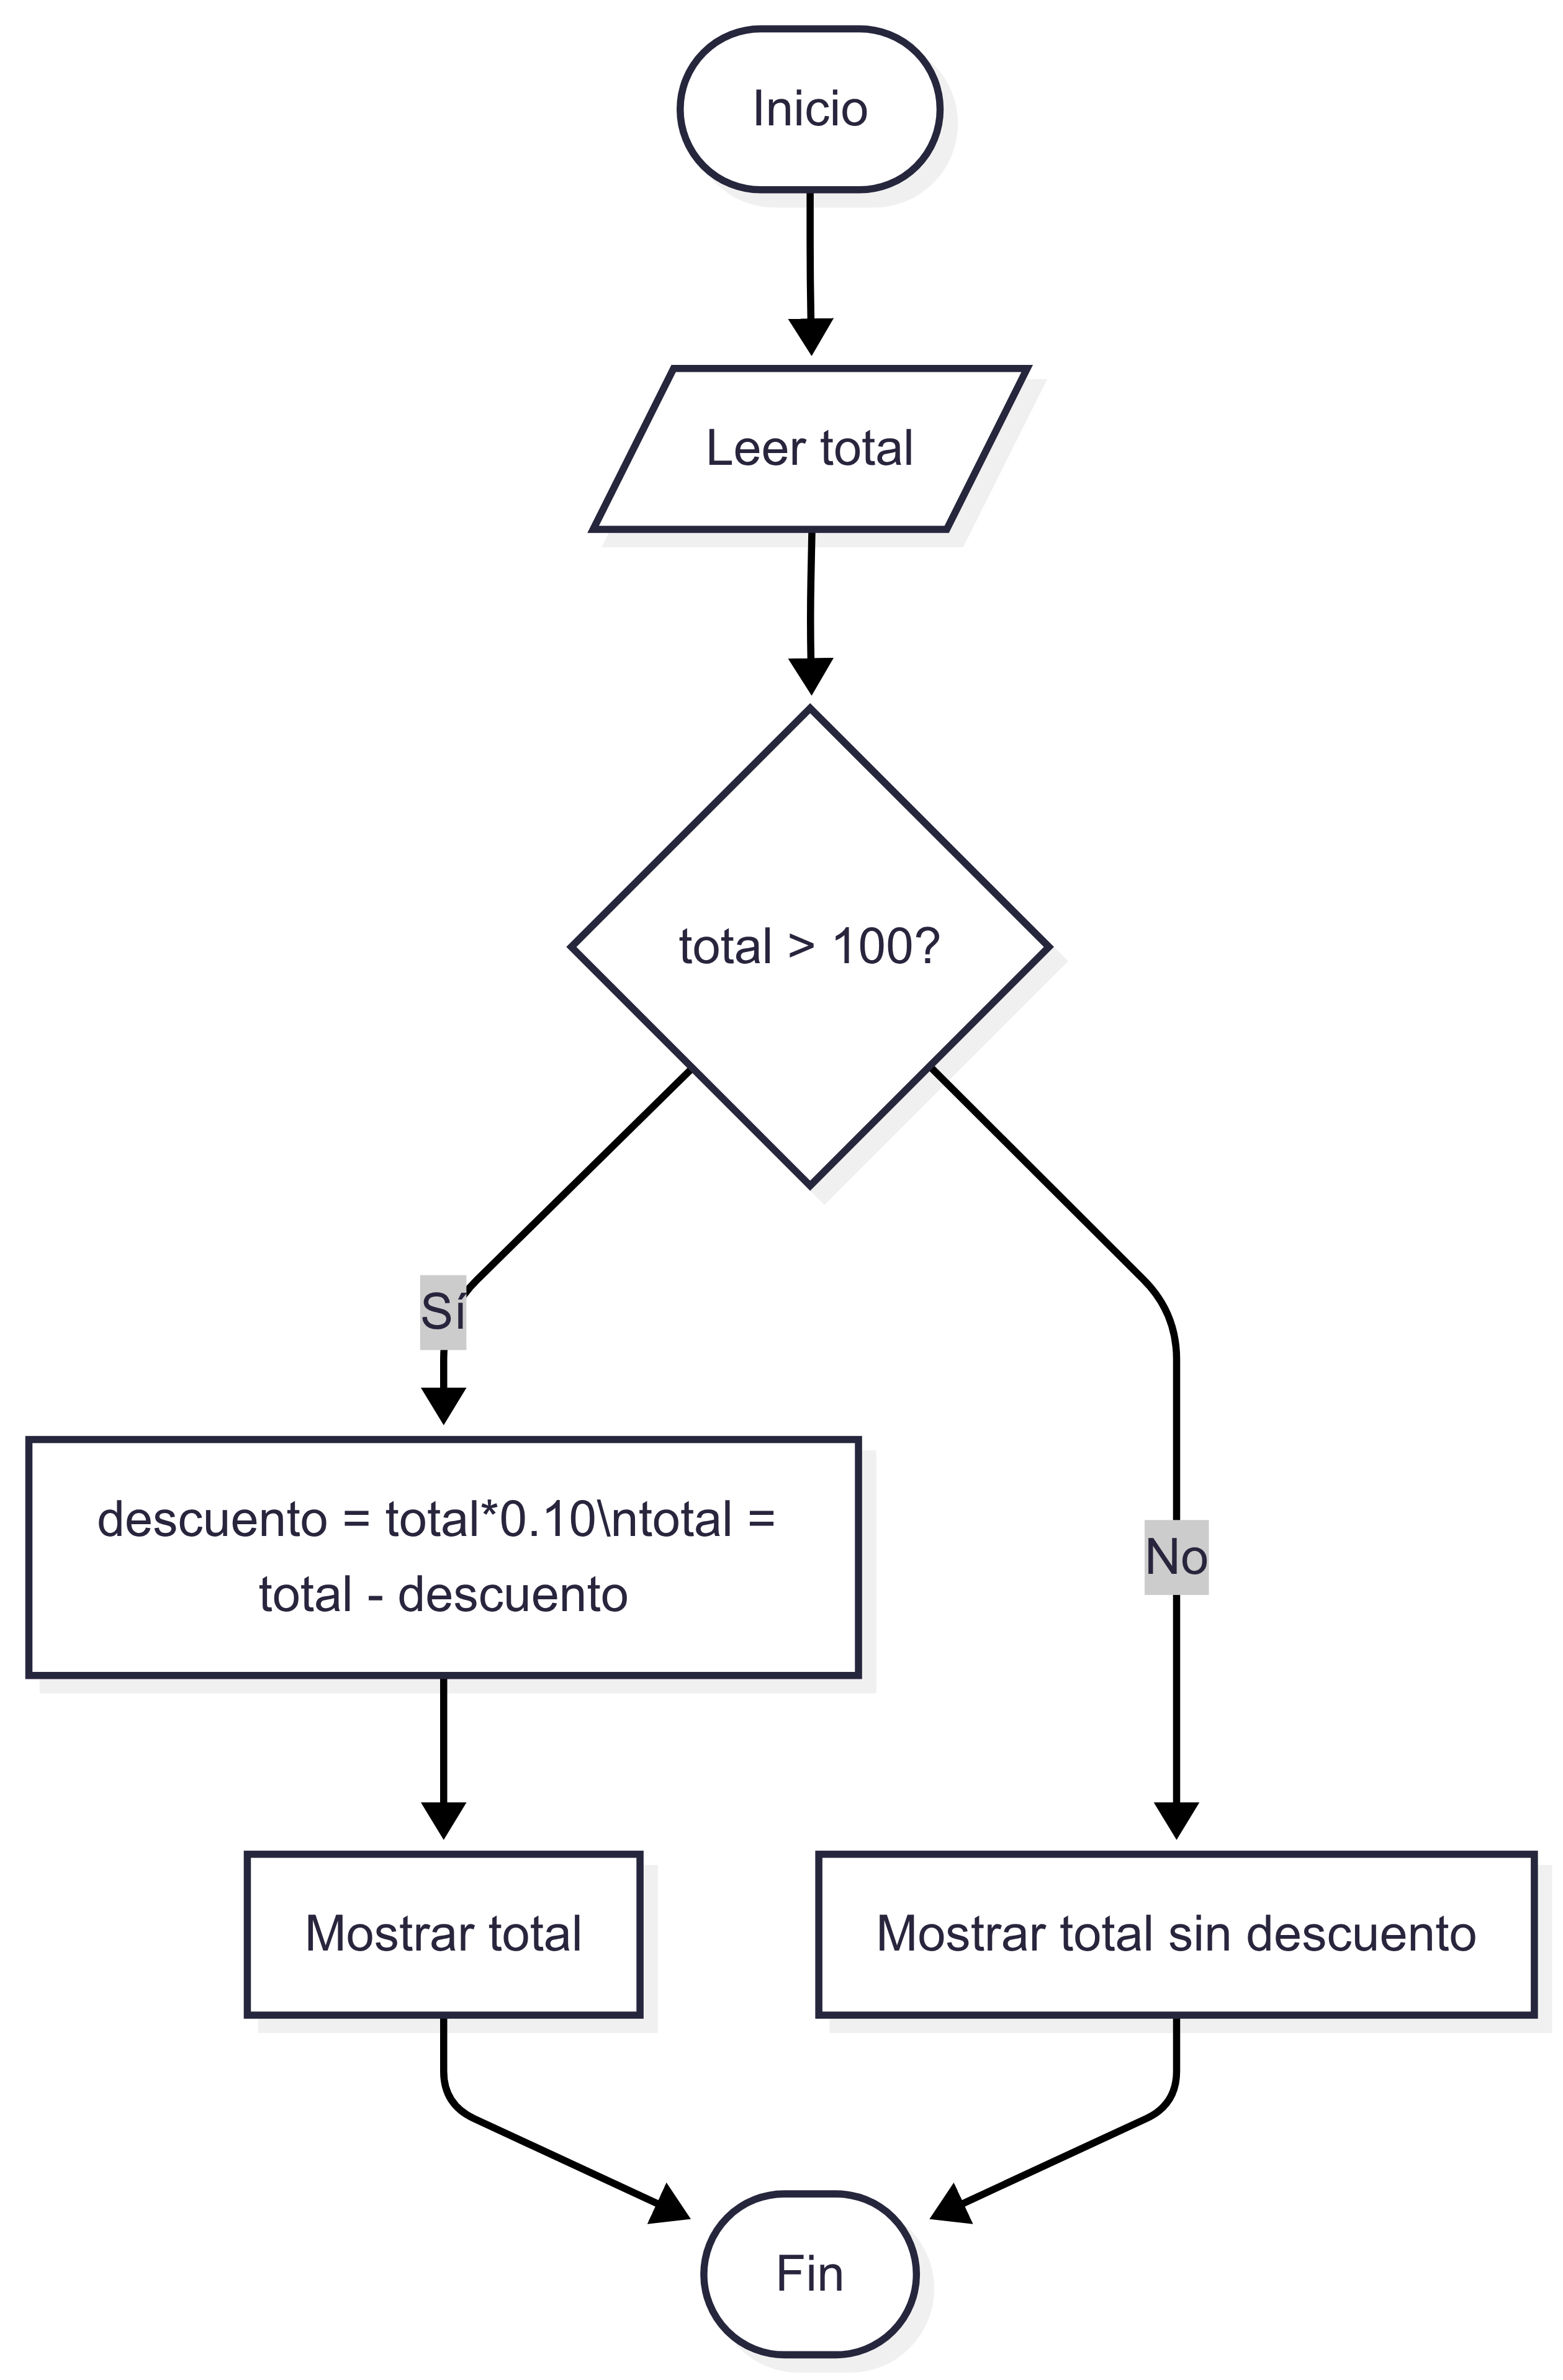 Inicio
Leer total
total > 100?
Sí
descuento = total*0.10\ntotal =
total - descuento
No
Mostrar total
Mostrar total sin descuento
Fin